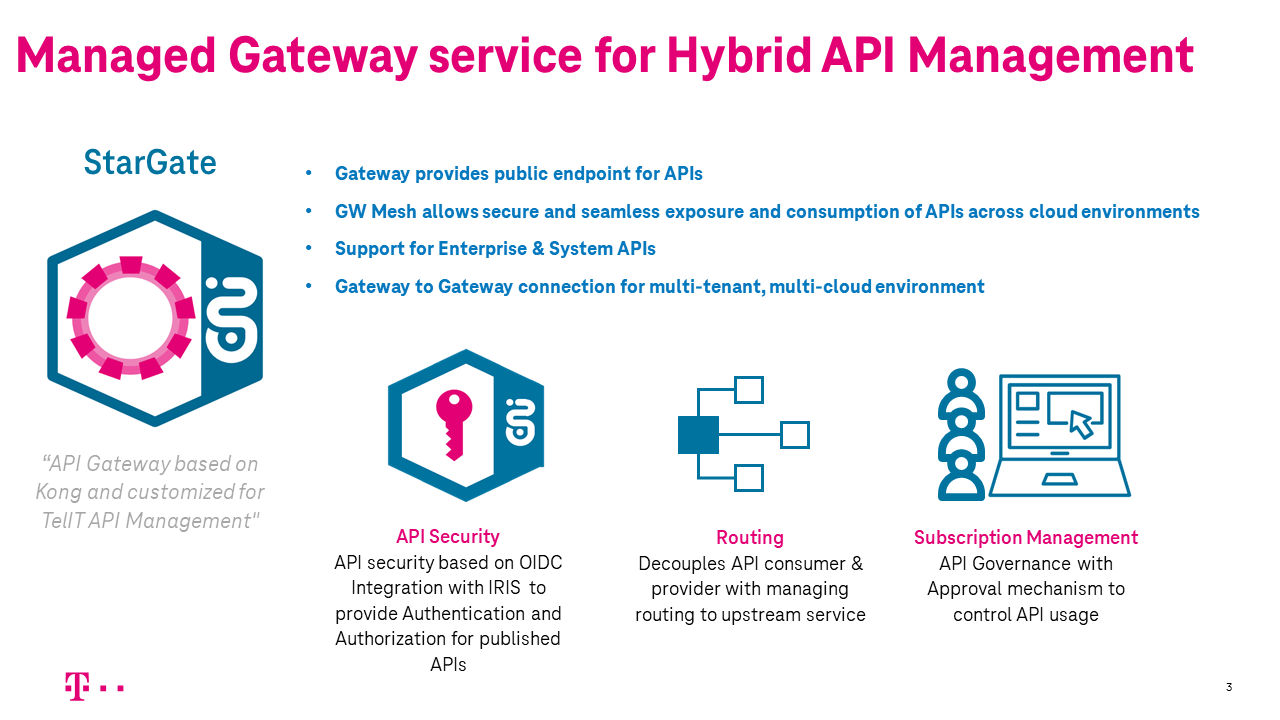 Managed Gateway service for Hybrid API Management
StarGate
• Gateway provides public endpoint for APIs
• GW Mesh allows secure and seamless exposure and consumption of APIs across cloud environments
• Support for Enterprise & System APIs
• Gateway to Gateway connection for multi-tenant, multi-cloud environment
“API Gateway based on
Kong and customized for
TelIT API Management"
API Security
API security based on OIDC
Integration with IRIS to
provide Authentication and
Authorization for published
APIs
Routing
Decouples API consumer &
provider with managing
routing to upstream service
Subscription Management
API Governance with
Approval mechanism to
control API usage
T
3